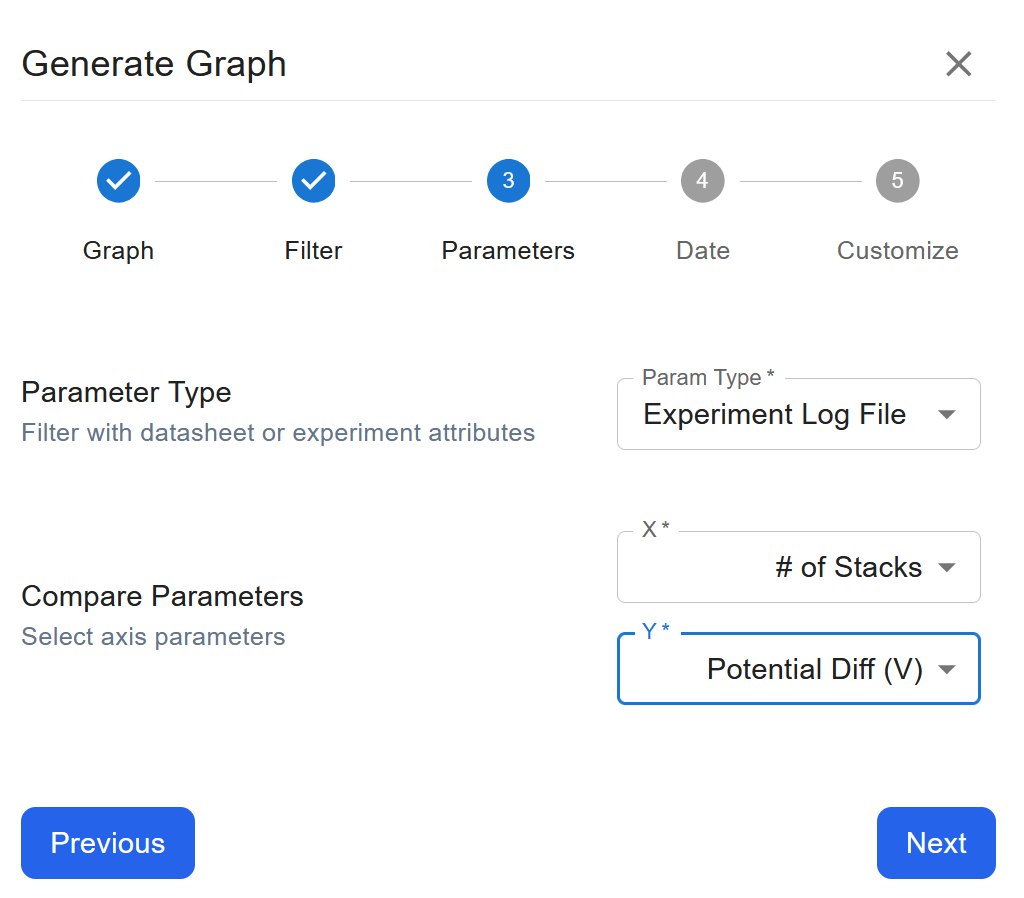 Generate Graph
3
4
5
Graph
Filter
Parameters
Date
Customize
Parameter Type
Filter with datasheet or experiment attributes
Param Type *
Experiment Log File
Compare Parameters
Select axis parameters
X *
# of Stacks
Y *
Potential Diff (V)
Previous
Next